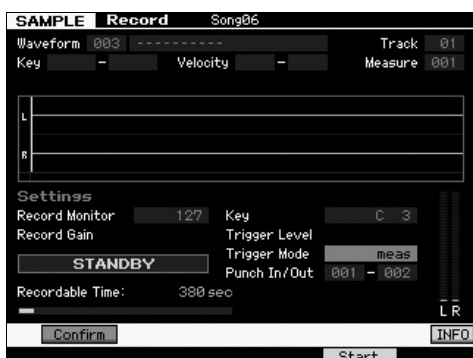 SAMPLE Record Song06
Waveform 003 ---------- Track 01
Key - Velocity - Measure 001
L
R
Settings
Record Monitor 127 Key C 3
Record Gain Trigger Level
Trigger Mode meas
STANDBY Punch In/Out 001 - 002
Recordable Time: 380 sec
L R
Confirm INFO
Start